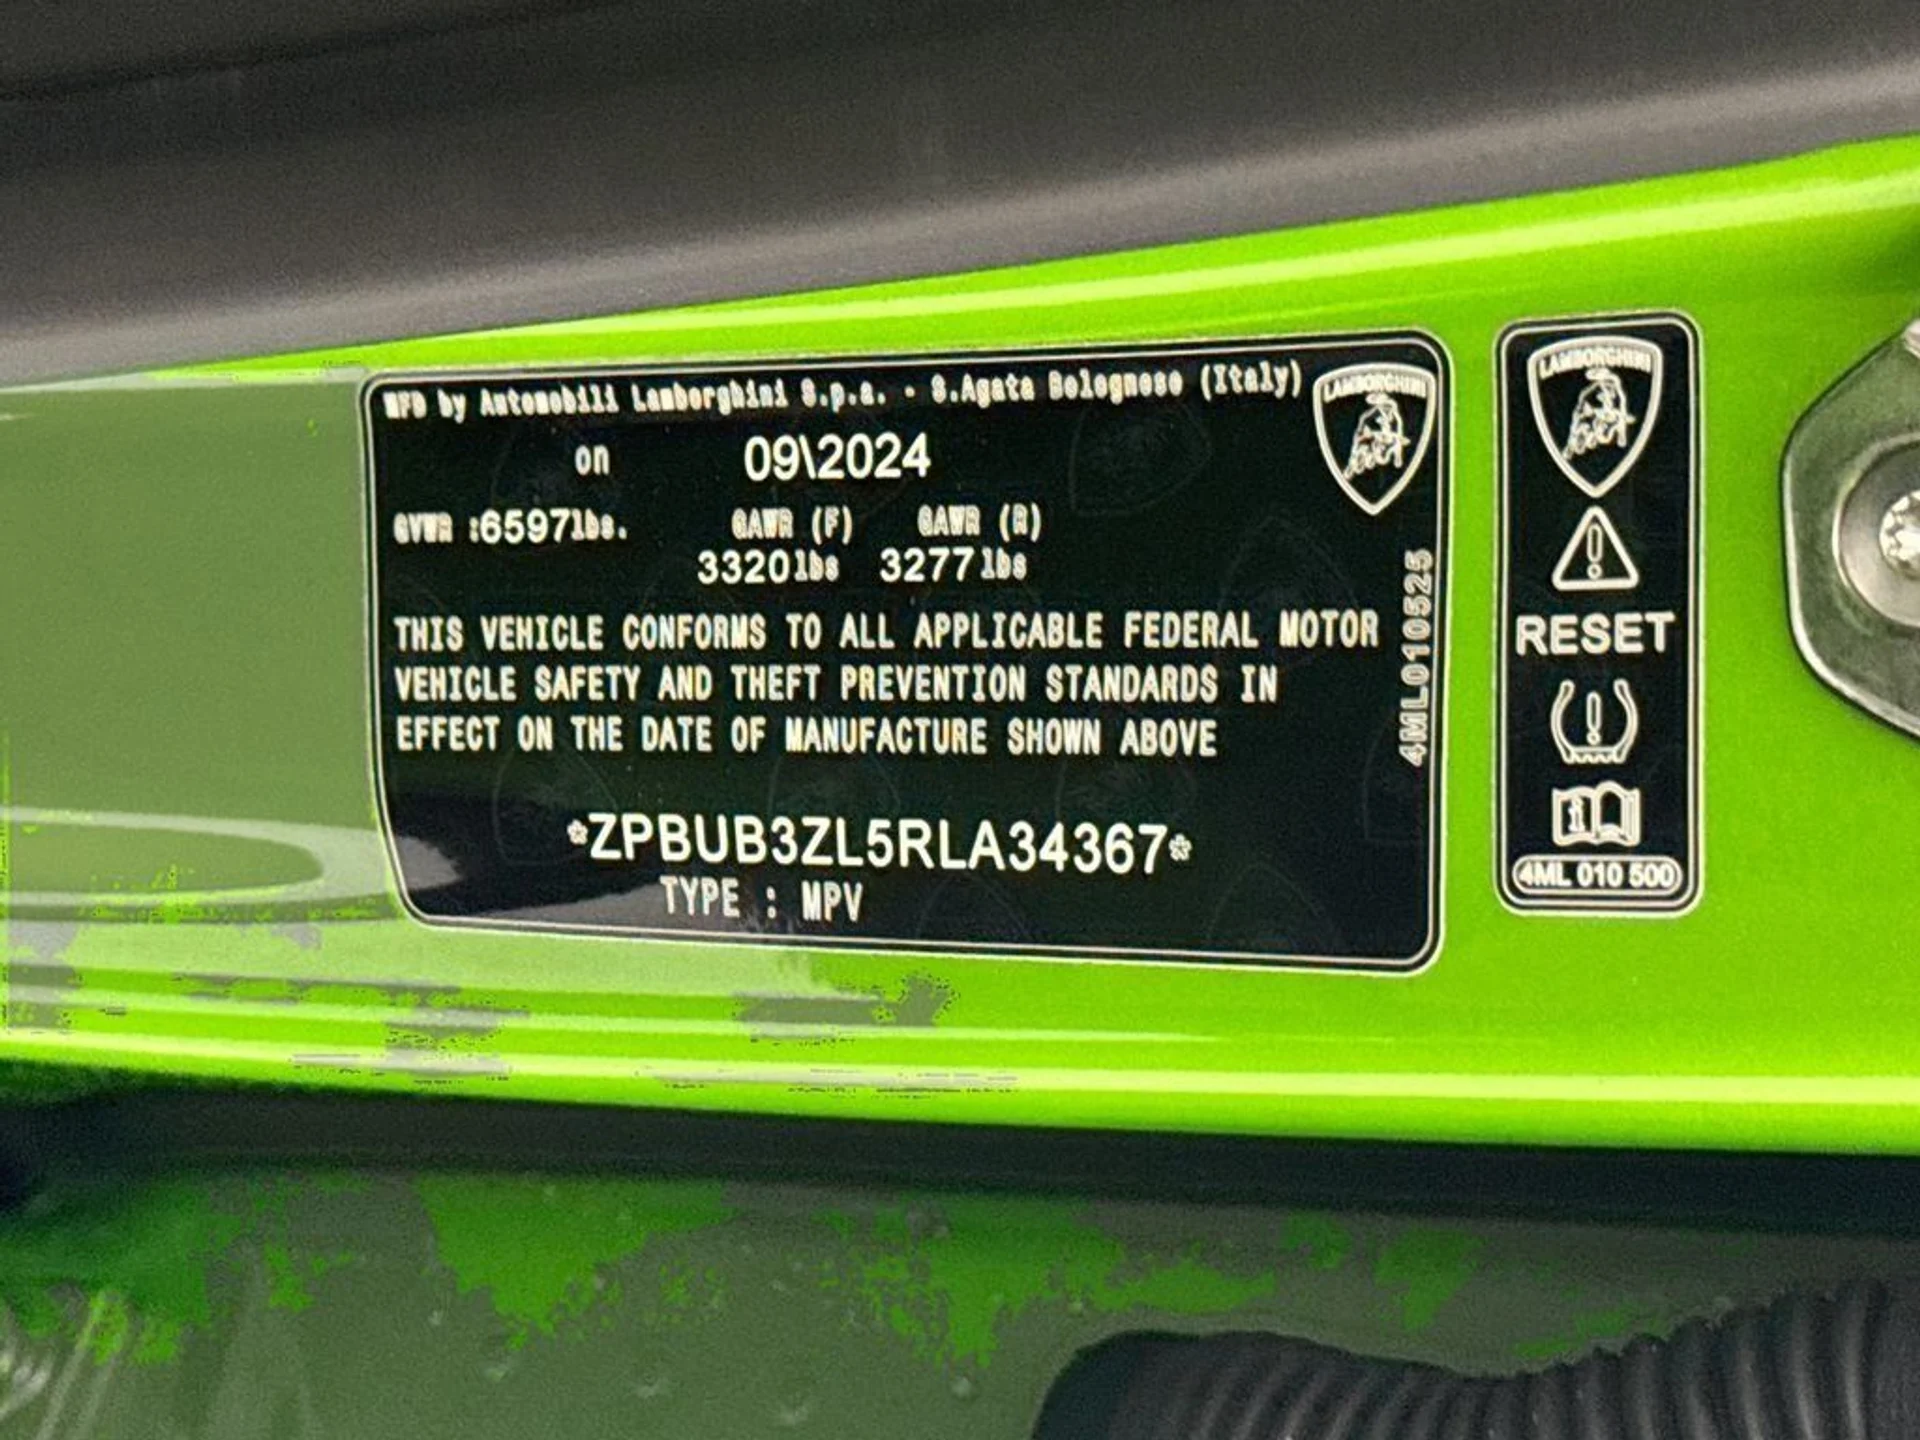 MFD by Automobili Lamborghini S.p.a. - S.Agata Bolognese (Italy)
on 09\2024
GVWR :6597lbs. GAWR (F) GAWR (R)
3320lbs 3277lbs
THIS VEHICLE CONFORMS TO ALL APPLICABLE FEDERAL MOTOR
VEHICLE SAFETY AND THEFT PREVENTION STANDARDS IN
EFFECT ON THE DATE OF MANUFACTURE SHOWN ABOVE
*ZPBUB3ZL5RLA34367*
TYPE : MPV
LAMBORGHINI
4ML010525
LAMBORGHINI
RESET
4ML 010 500